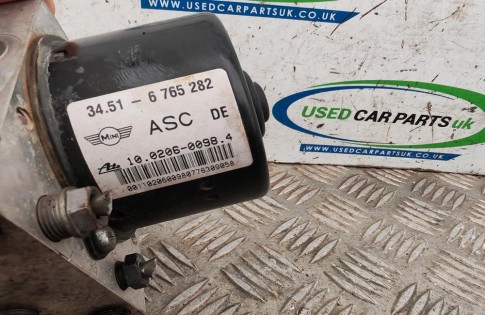 WWW.USEDCARPARTSUK.CO.UK
WWW.USEDCARPARTSUK.CO.UK
USED CAR PARTS uk
34.51 - 6 765 282
MINI ASC DE
10.0206-0098.4
0011020600980776309050